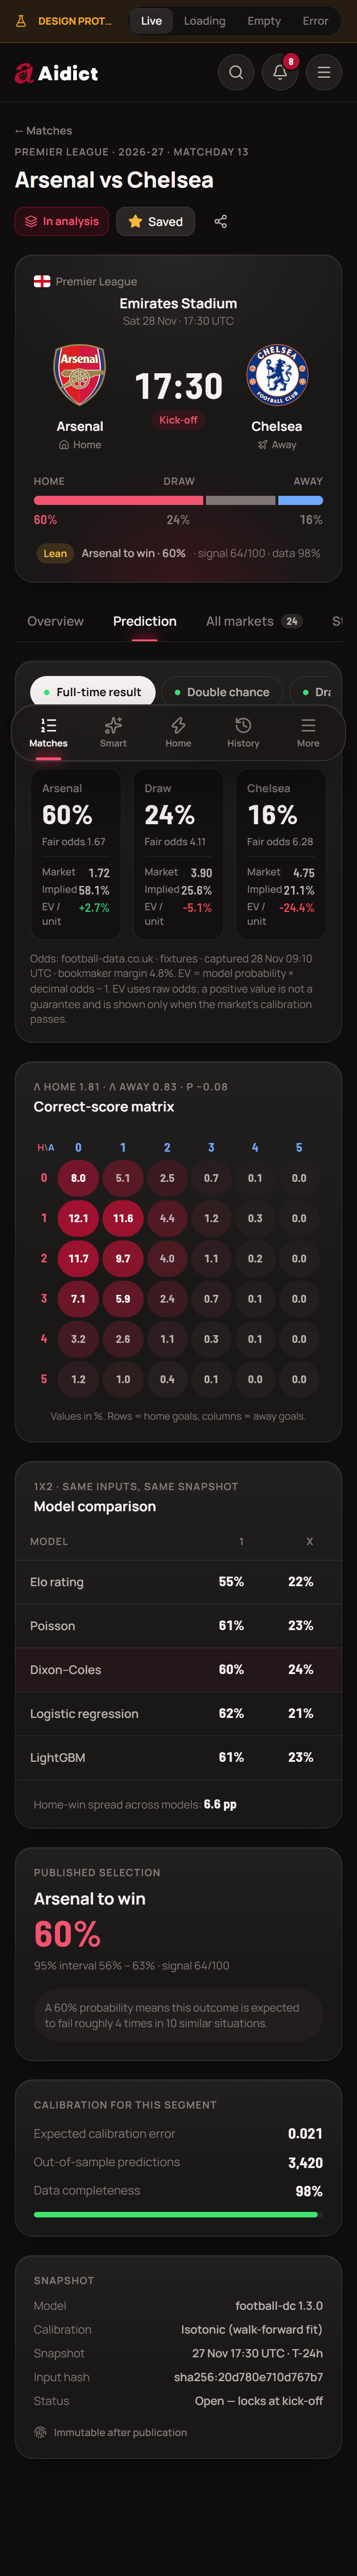 DESIGN PROT…
Live
Loading
Empty
Error
Aidict
8
← Matches
PREMIER LEAGUE · 2026-27 · MATCHDAY 13
Arsenal vs Chelsea
In analysis
Saved
Premier League
Emirates Stadium
Sat 28 Nov · 17:30 UTC
Arsenal
CHELSEA
FOOTBALL CLUB
17:30
Kick-off
Arsenal
Home
Chelsea
Away
HOME
DRAW
AWAY
60%
24%
16%
Lean
Arsenal to win · 60%
· signal 64/100 · data 98%
Overview
Prediction
All markets
24
St
Full-time result
Double chance
Dra
Matches
Smart
Home
History
More
Arsenal
60%
Fair odds 1.67
Market 1.72
Implied 58.1%
EV / unit +2.7%
Draw
24%
Fair odds 4.11
Market 3.90
Implied 25.6%
EV / unit -5.1%
Chelsea
16%
Fair odds 6.28
Market 4.75
Implied 21.1%
EV / unit -24.4%
Odds: football-data.co.uk · fixtures · captured 28 Nov 09:10
UTC · bookmaker margin 4.8%. EV = model probability ×
decimal odds − 1. EV uses raw odds; a positive value is not a
guarantee and is shown only when the market's calibration
passes.
Λ HOME 1.81 · Λ AWAY 0.83 · Ρ −0.08
Correct-score matrix
H\A 0 1 2 3 4 5
0 8.0 5.1 2.5 0.7 0.1 0.0
1 12.1 11.6 4.4 1.2 0.3 0.0
2 11.7 9.7 4.0 1.1 0.2 0.0
3 7.1 5.9 2.4 0.7 0.1 0.0
4 3.2 2.6 1.1 0.3 0.1 0.0
5 1.2 1.0 0.4 0.1 0.0 0.0
Values in %. Rows = home goals, columns = away goals.
1X2 · SAME INPUTS, SAME SNAPSHOT
Model comparison
MODEL 1 X
Elo rating 55% 22%
Poisson 61% 23%
Dixon–Coles 60% 24%
Logistic regression 62% 21%
LightGBM 61% 23%
Home-win spread across models: 6.6 pp
PUBLISHED SELECTION
Arsenal to win
60%
95% interval 56% – 63% · signal 64/100
A 60% probability means this outcome is expected
to fail roughly 4 times in 10 similar situations.
CALIBRATION FOR THIS SEGMENT
Expected calibration error 0.021
Out-of-sample predictions 3,420
Data completeness 98%
SNAPSHOT
Model football-dc 1.3.0
Calibration Isotonic (walk-forward fit)
Snapshot 27 Nov 17:30 UTC · T-24h
Input hash sha256:20d780e710d767b7
Status Open — locks at kick-off
Immutable after publication